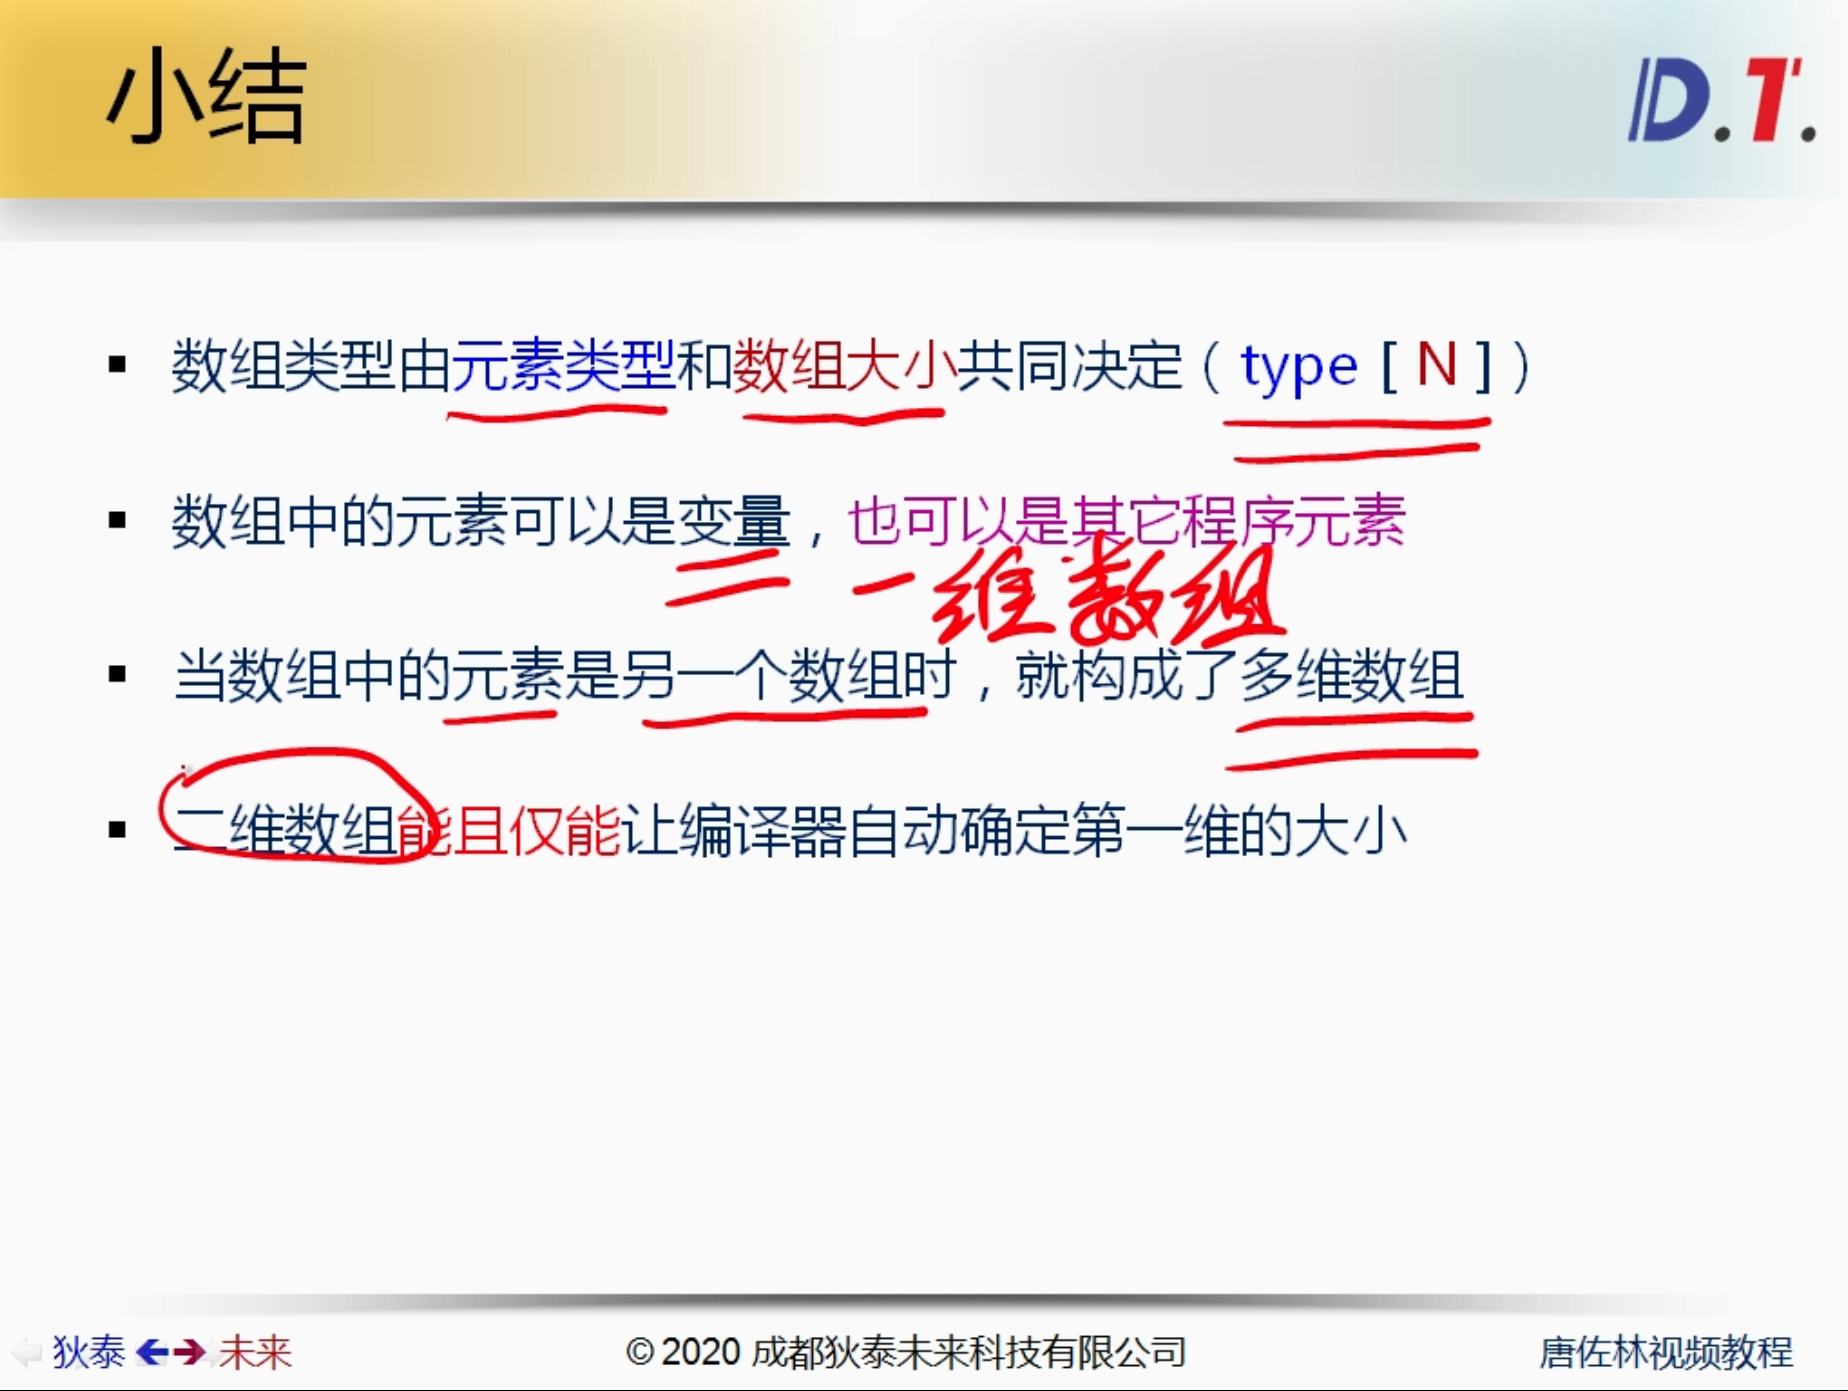 小结
D.T.
▪ 数组类型由元素类型和数组大小共同决定（type [ N ]）
▪ 数组中的元素可以是变量，也可以是其它程序元素
一维数组
▪ 当数组中的元素是另一个数组时，就构成了多维数组
▪ 二维数组能且仅能让编译器自动确定第一维的大小
狄泰 未来
© 2020 成都狄泰未来科技有限公司
唐佐林视频教程